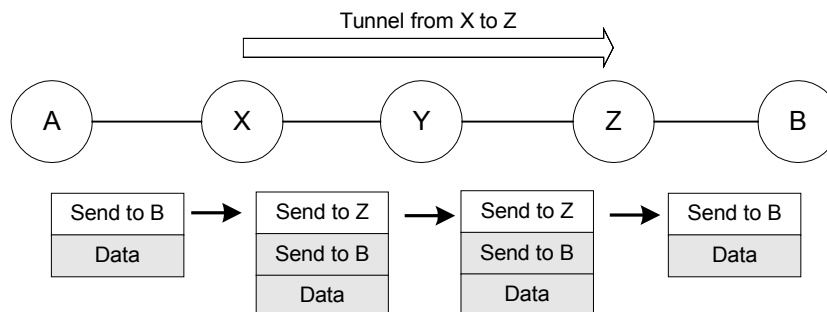 Tunnel from X to Z
A
X
Y
Z
B
Send to B
Data
Send to Z
Send to B
Data
Send to Z
Send to B
Data
Send to B
Data